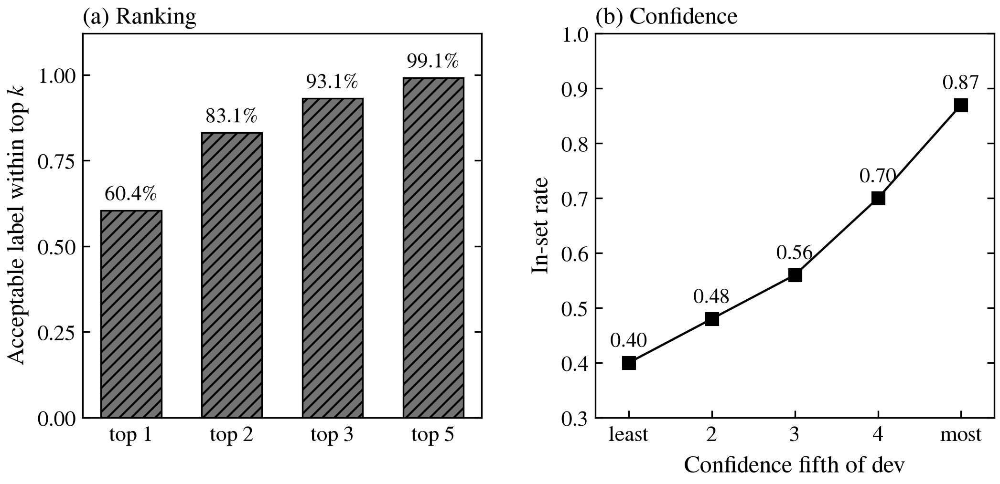 (a) Ranking
Acceptable label within top k
1.00
0.75
0.50
0.25
0.00
60.4%
83.1%
93.1%
99.1%
top 1
top 2
top 3
top 5
(b) Confidence
In-set rate
1.0
0.9
0.8
0.7
0.6
0.5
0.4
0.3
0.40
0.48
0.56
0.70
0.87
least
2
3
4
most
Confidence fifth of dev